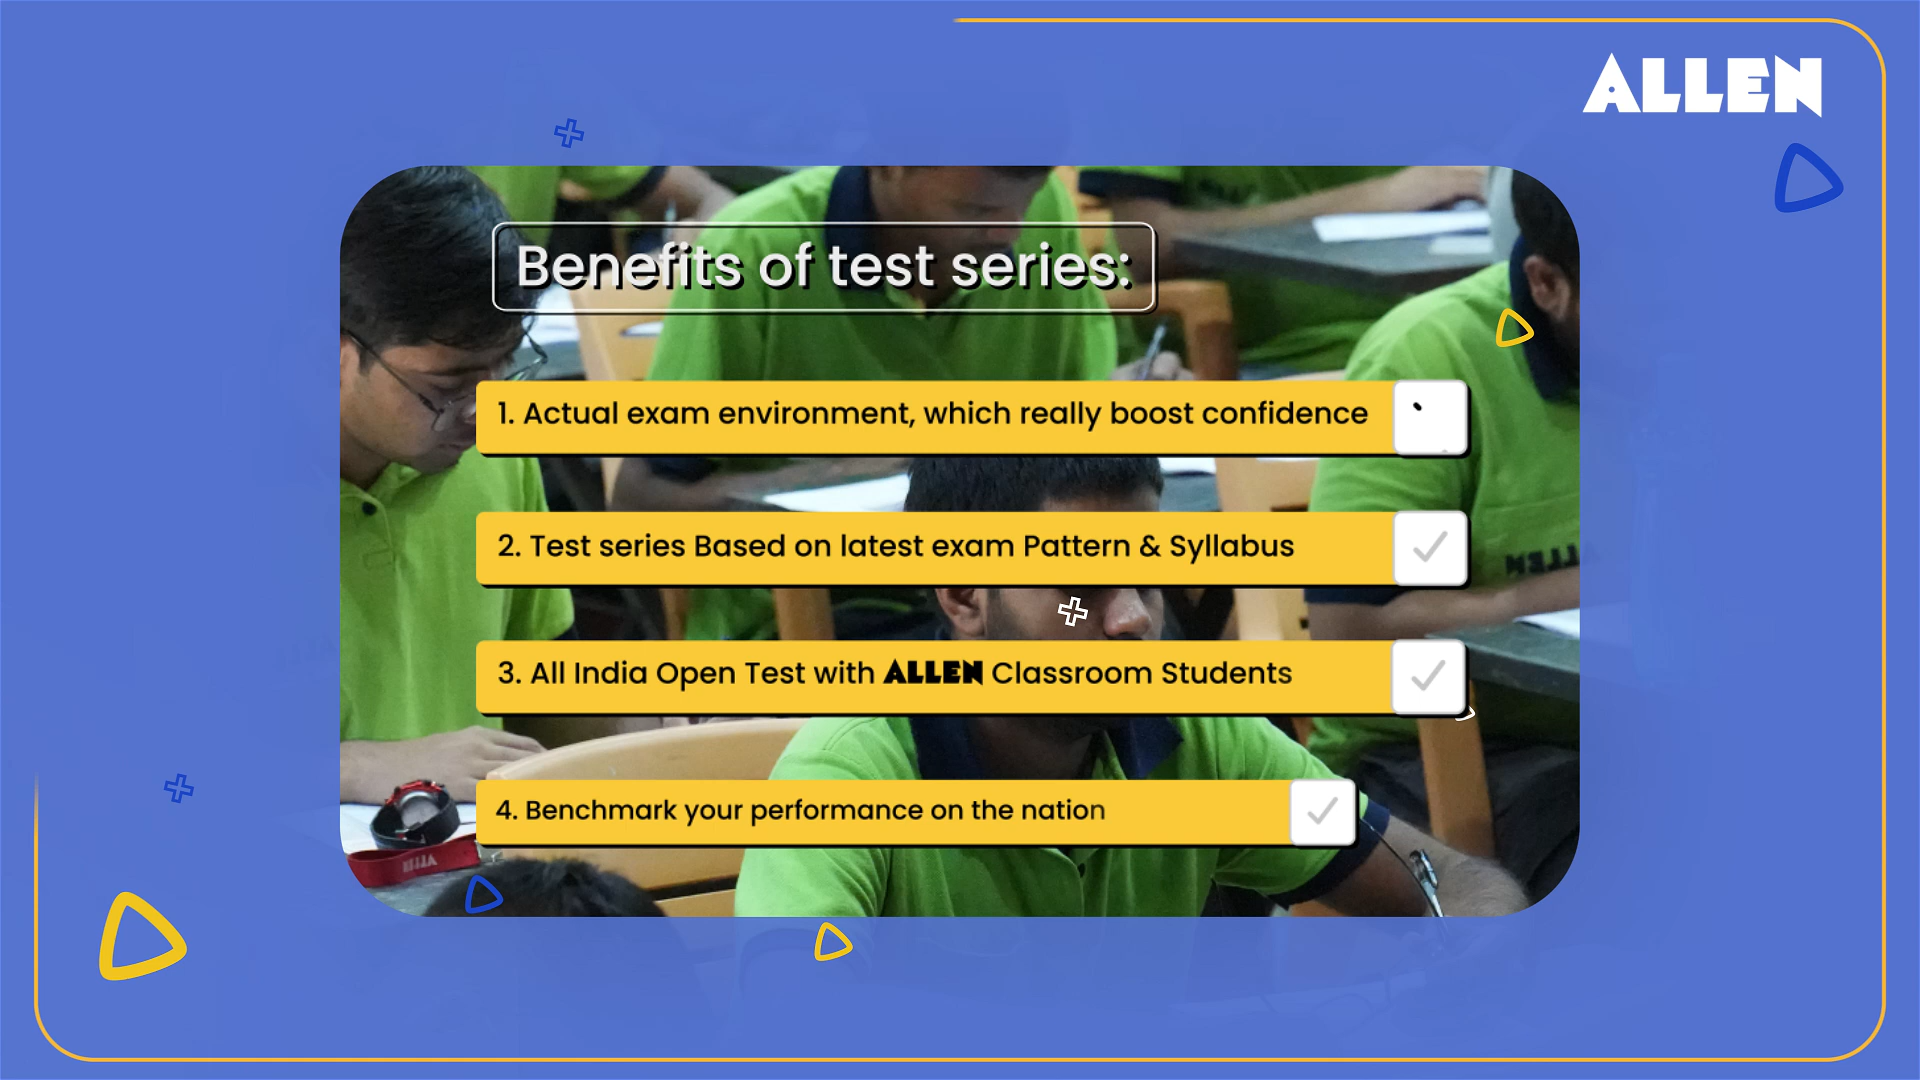 ALLEN
Benefits of test series:
1. Actual exam environment, which really boost confidence
2. Test series Based on latest exam Pattern & Syllabus
3. All India Open Test with ALLEN Classroom Students
4. Benchmark your performance on the nation
ALLEN
ALLEN